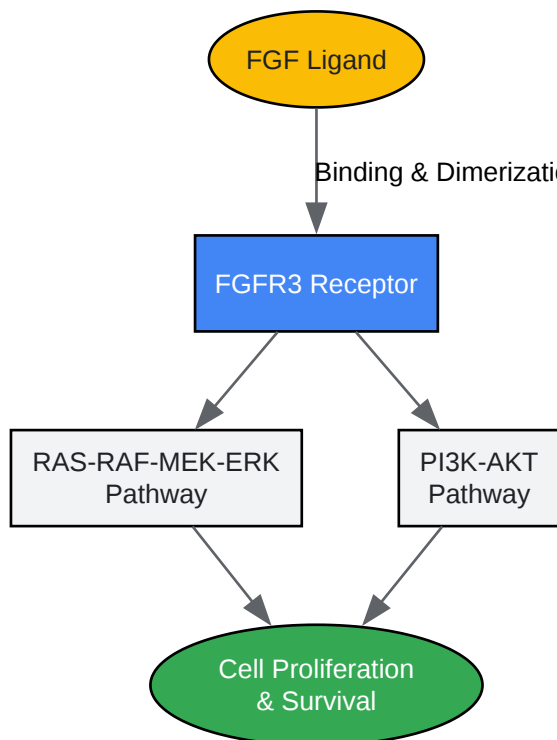 FGF Ligand
Binding & Dimerizatio
FGFR3 Receptor
RAS-RAF-MEK-ERK
Pathway
PI3K-AKT
Pathway
Cell Proliferation
& Survival